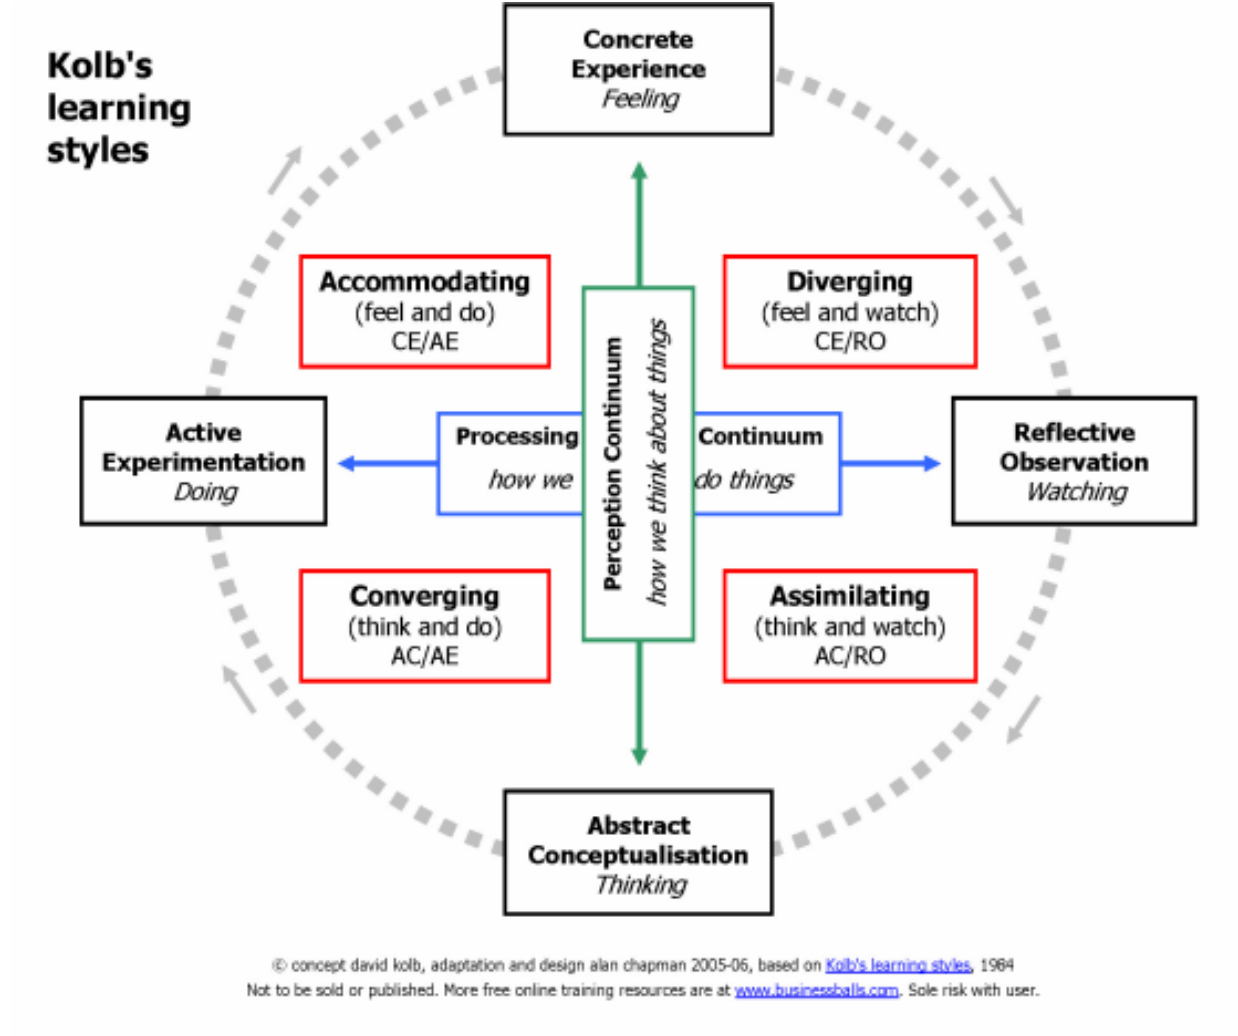 Kolb's
learning
styles
Concrete
Experience
Feeling
Accommodating
(feel and do)
CE/AE
Diverging
(feel and watch)
CE/RO
Active
Experimentation
Doing
Processing
how we
Perception Continuum
how we think about things
Continuum
do things
Reflective
Observation
Watching
Converging
(think and do)
AC/AE
Assimilating
(think and watch)
AC/RO
Abstract
Conceptualisation
Thinking
© concept david kolb, adaptation and design alan chapman 2005-06, based on Kolb's learning styles, 1984
Not to be sold or published. More free online training resources are at www.businessballs.com. Sole risk with user.